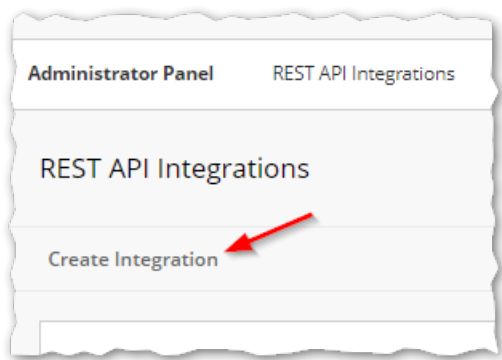 Administrator Panel REST API Integrations
REST API Integrations
Create Integration